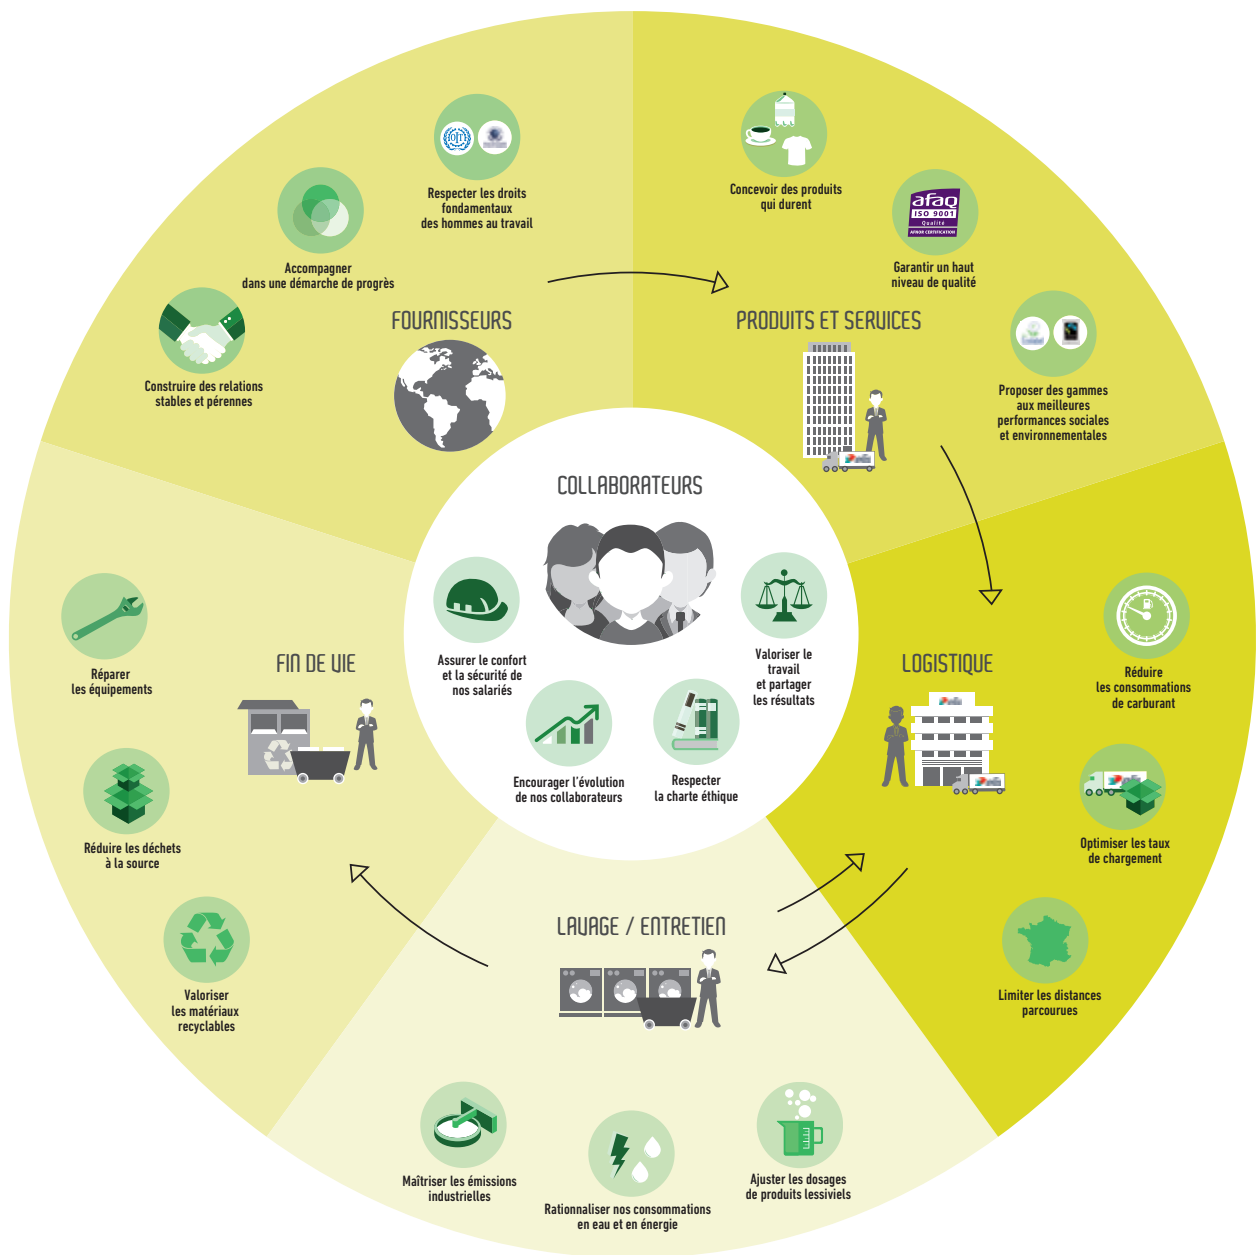 OIT
Respecter les droits
fondamentaux
des hommes au travail
Accompagner
dans une démarche de progrès
Construire des relations
stables et pérennes
FOURNISSEURS
Concevoir des produits
qui durent
afaq
ISO 9001
Qualité
AFNOR CERTIFICATION
Garantir un haut
niveau de qualité
PRODUITS ET SERVICES
Proposer des gammes
aux meilleures
performances sociales
et environnementales
COLLABORATEURS
Assurer le confort
et la sécurité de
nos salariés
Encourager l'évolution
de nos collaborateurs
Respecter
la charte éthique
Valoriser le
travail
et partager
les résultats
LOGISTIQUE
Réduire
les consommations
de carburant
Optimiser les taux
de chargement
Limiter les distances
parcourues
FIN DE VIE
Réparer
les équipements
Réduire les déchets
à la source
Valoriser
les matériaux
recyclables
LAVAGE / ENTRETIEN
Maîtriser les émissions
industrielles
Rationnaliser nos consommations
en eau et en énergie
Ajuster les dosages
de produits lessiviels